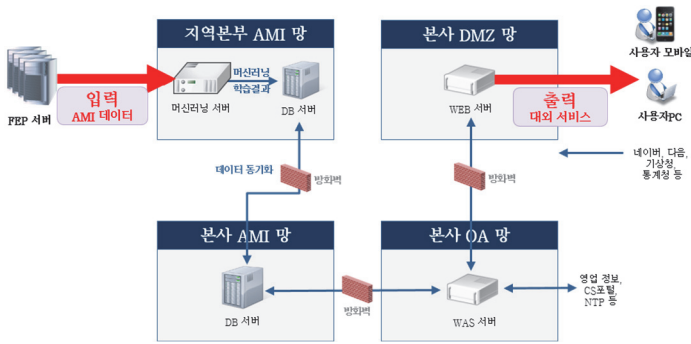 지역본부 AMI 망
본사 DMZ 망
사용자 모바일
머신러닝
학습결과
입력
AMI 데이터
출력
대외 서비스
FEP 서버
머신러닝 서버
DB 서버
WEB 서버
사용자PC
데이터 동기화
방화벽
방화벽
네이버, 다음,
기상청,
통계청 등
본사 AMI 망
본사 OA 망
영업 정보,
CS포털,
NTP 등
방화벽
DB 서버
WAS 서버